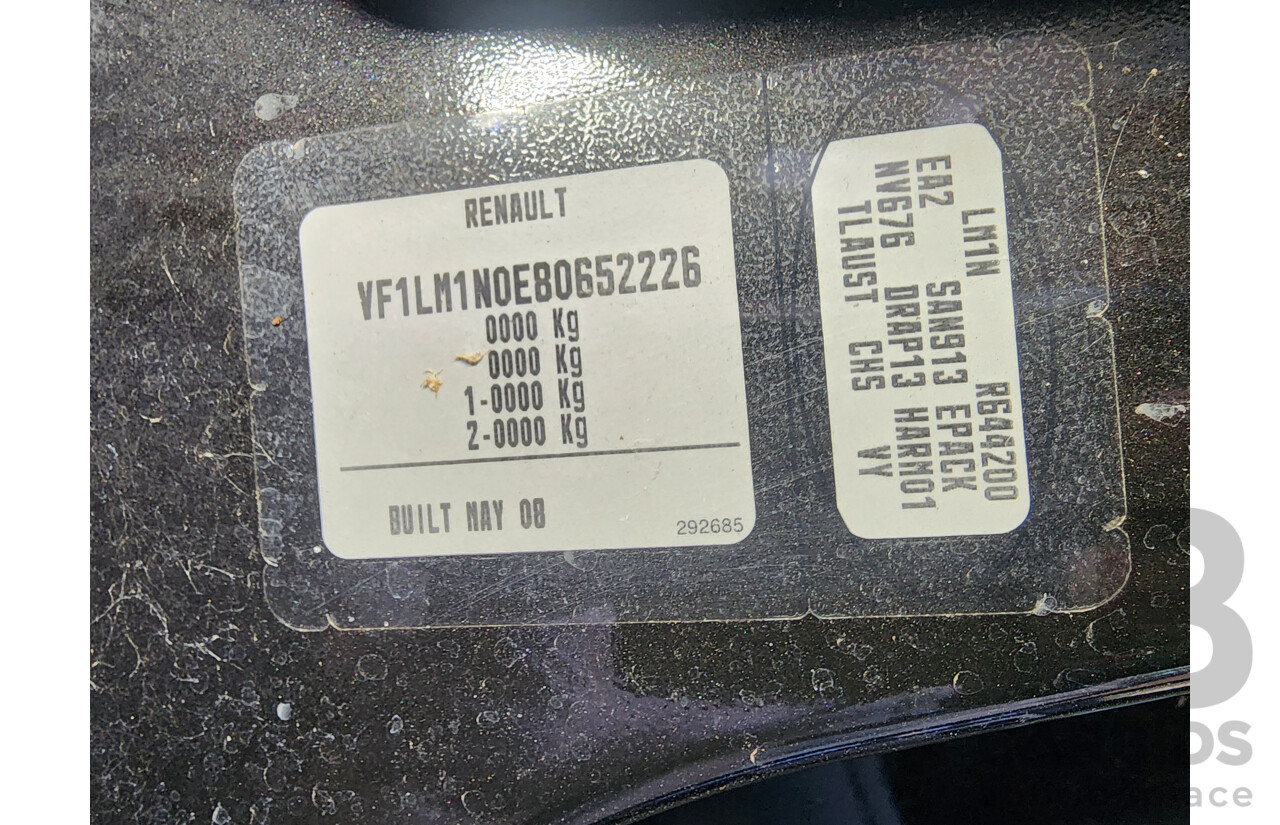 RENAULT
VF1LM1N0E80652226
0000 Kg
0000 Kg
1-0000 Kg
2-0000 Kg
BUILT MAY 08
292685
LM1N R644200
EA2 SAN913 EPACK
NV676 DRAP13 HARM01
TLAUST CHS VY